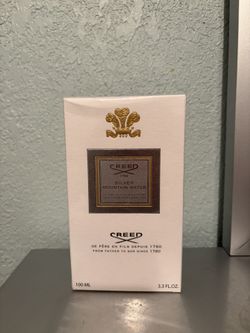 CREED
1760
SILVER
MOUNTAIN WATER
CREED
DE PÈRE EN FILS DEPUIS 1760
FROM FATHER TO SON SINCE 1760
100 ML 3.3 FL.OZ.